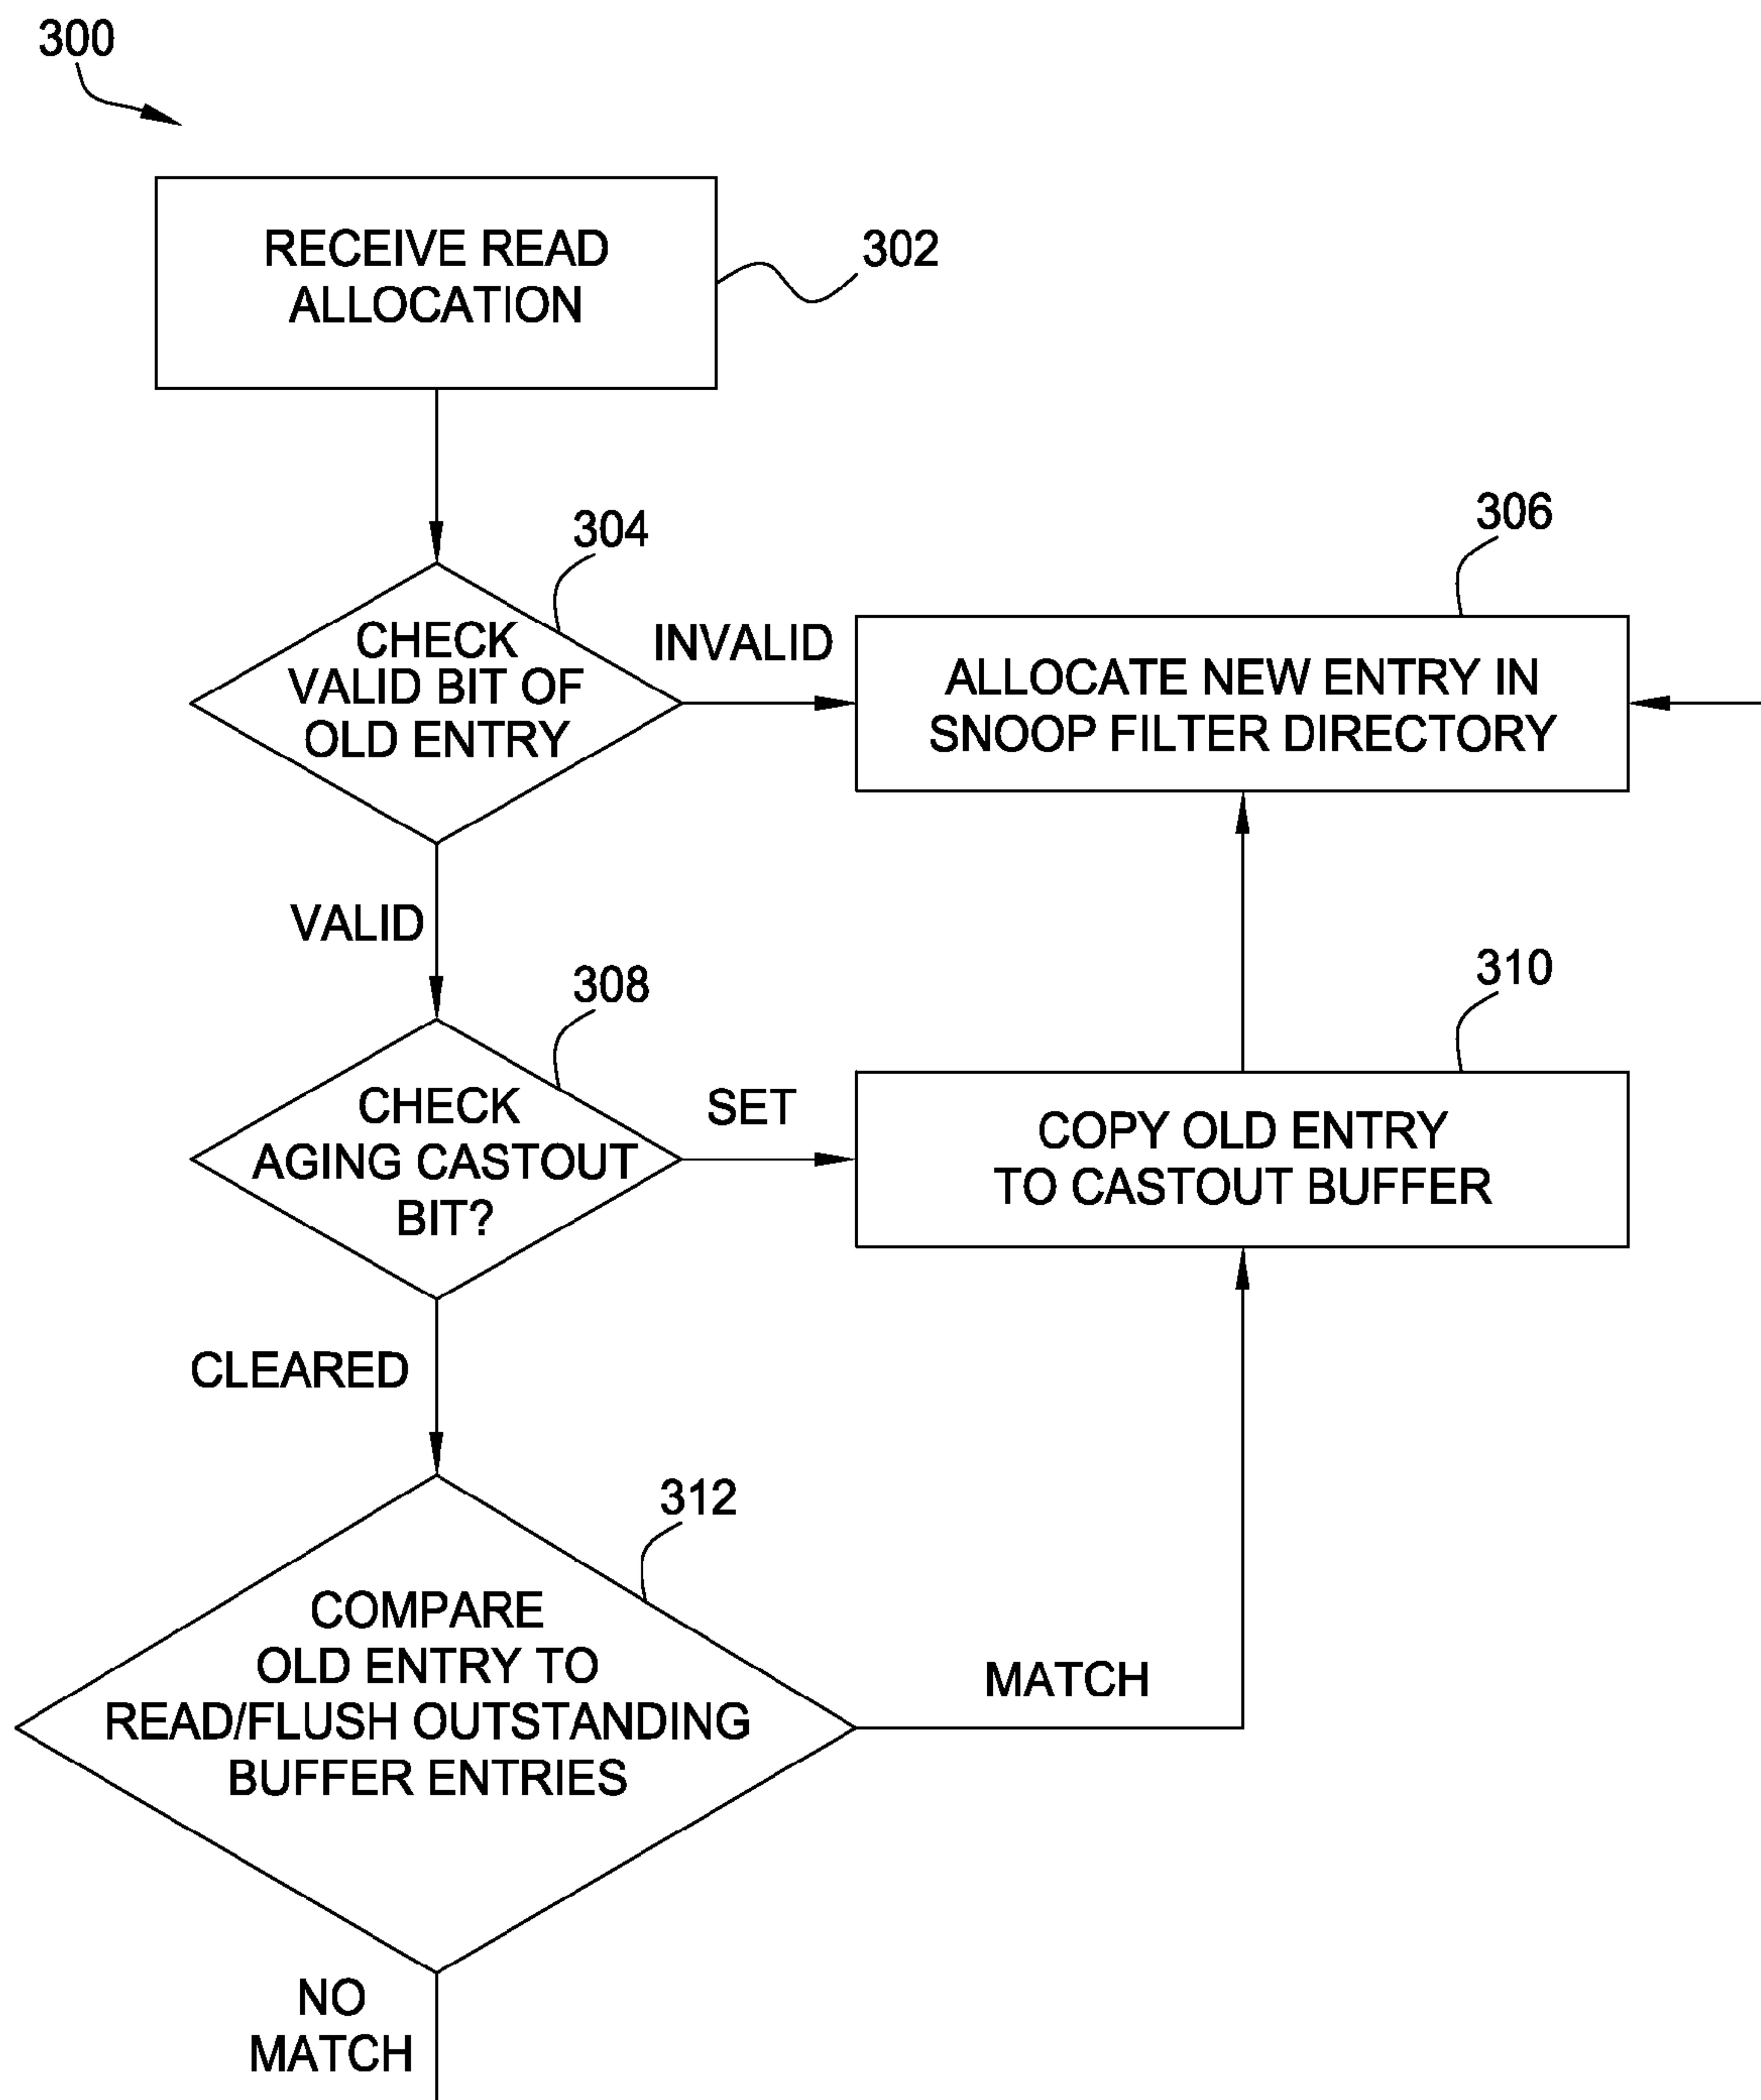 300
RECEIVE READ
ALLOCATION
302
304
CHECK
VALID BIT OF
OLD ENTRY
INVALID
306
ALLOCATE NEW ENTRY IN
SNOOP FILTER DIRECTORY
VALID
308
CHECK
AGING CASTOUT
BIT?
SET
310
COPY OLD ENTRY
TO CASTOUT BUFFER
CLEARED
312
COMPARE
OLD ENTRY TO
READ/FLUSH OUTSTANDING
BUFFER ENTRIES
MATCH
NO
MATCH